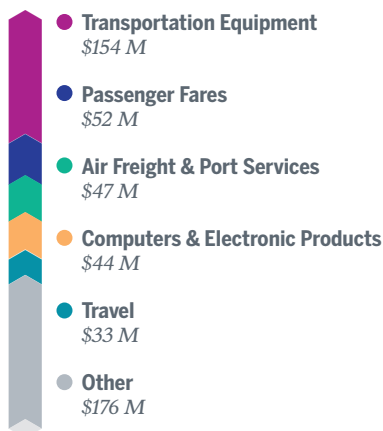 Transportation Equipment
$154 M
Passenger Fares
$52 M
Air Freight & Port Services
$47 M
Computers & Electronic Products
$44 M
Travel
$33 M
Other
$176 M